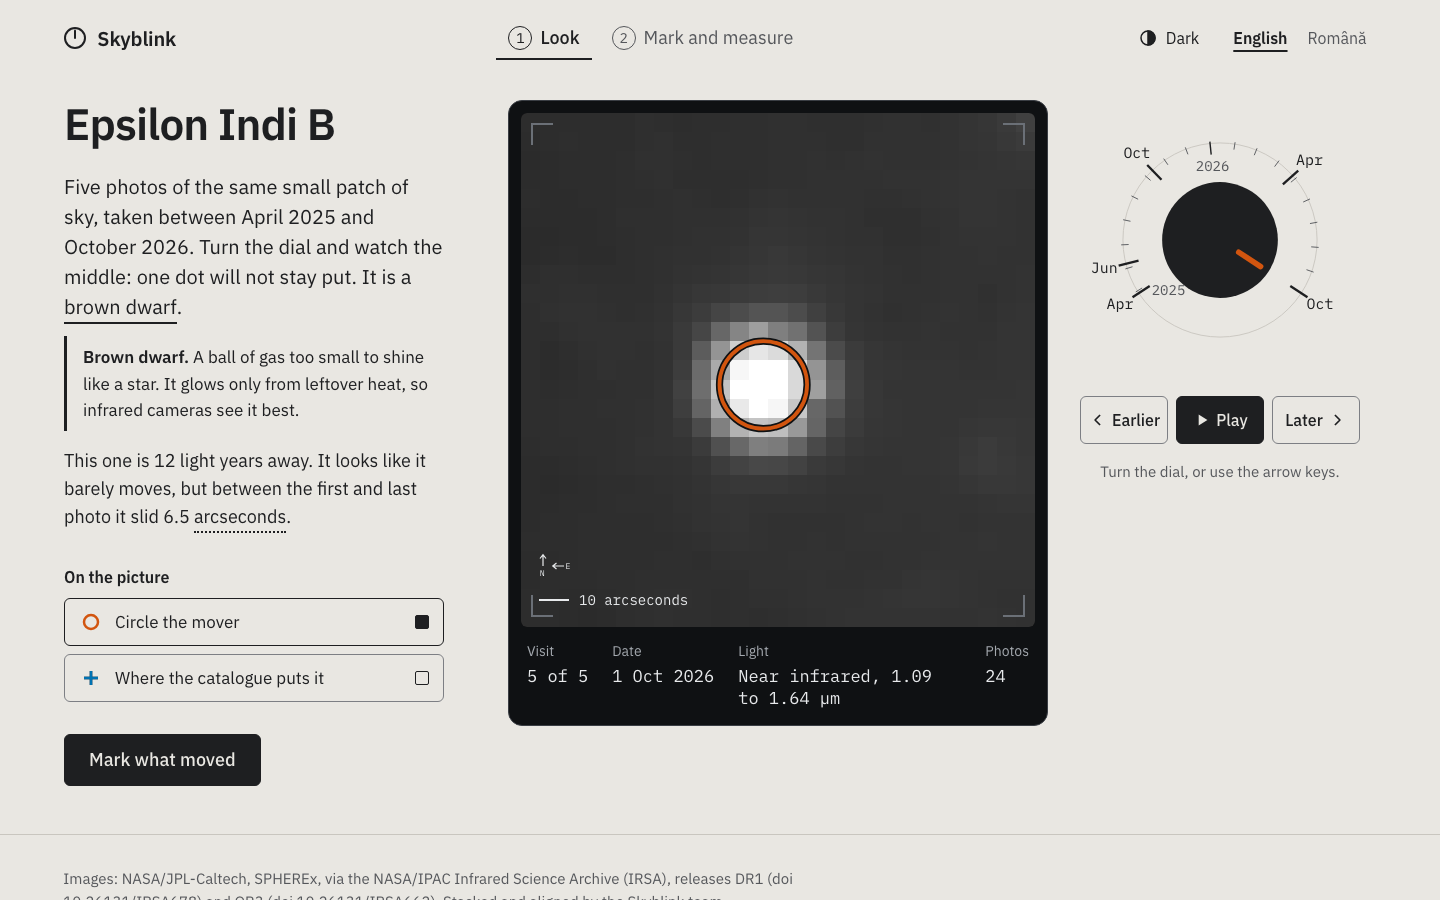 Skyblink
1 Look
2 Mark and measure
Dark
English
Română
Epsilon Indi B
Five photos of the same small patch of
sky, taken between April 2025 and
October 2026. Turn the dial and watch the
middle: one dot will not stay put. It is a
brown dwarf.
Brown dwarf. A ball of gas too small to shine
like a star. It glows only from leftover heat, so
infrared cameras see it best.
This one is 12 light years away. It looks like it
barely moves, but between the first and last
photo it slid 6.5 arcseconds.
On the picture
Circle the mover
Where the catalogue puts it
Mark what moved
N
E
10 arcseconds
Visit
5 of 5
Date
1 Oct 2026
Light
Near infrared, 1.09
to 1.64 µm
Photos
24
Oct
2026
Apr
Jun
Apr
2025
Oct
Earlier
Play
Later
Turn the dial, or use the arrow keys.
Images: NASA/JPL-Caltech, SPHEREx, via the NASA/IPAC Infrared Science Archive (IRSA), releases DR1 (doi